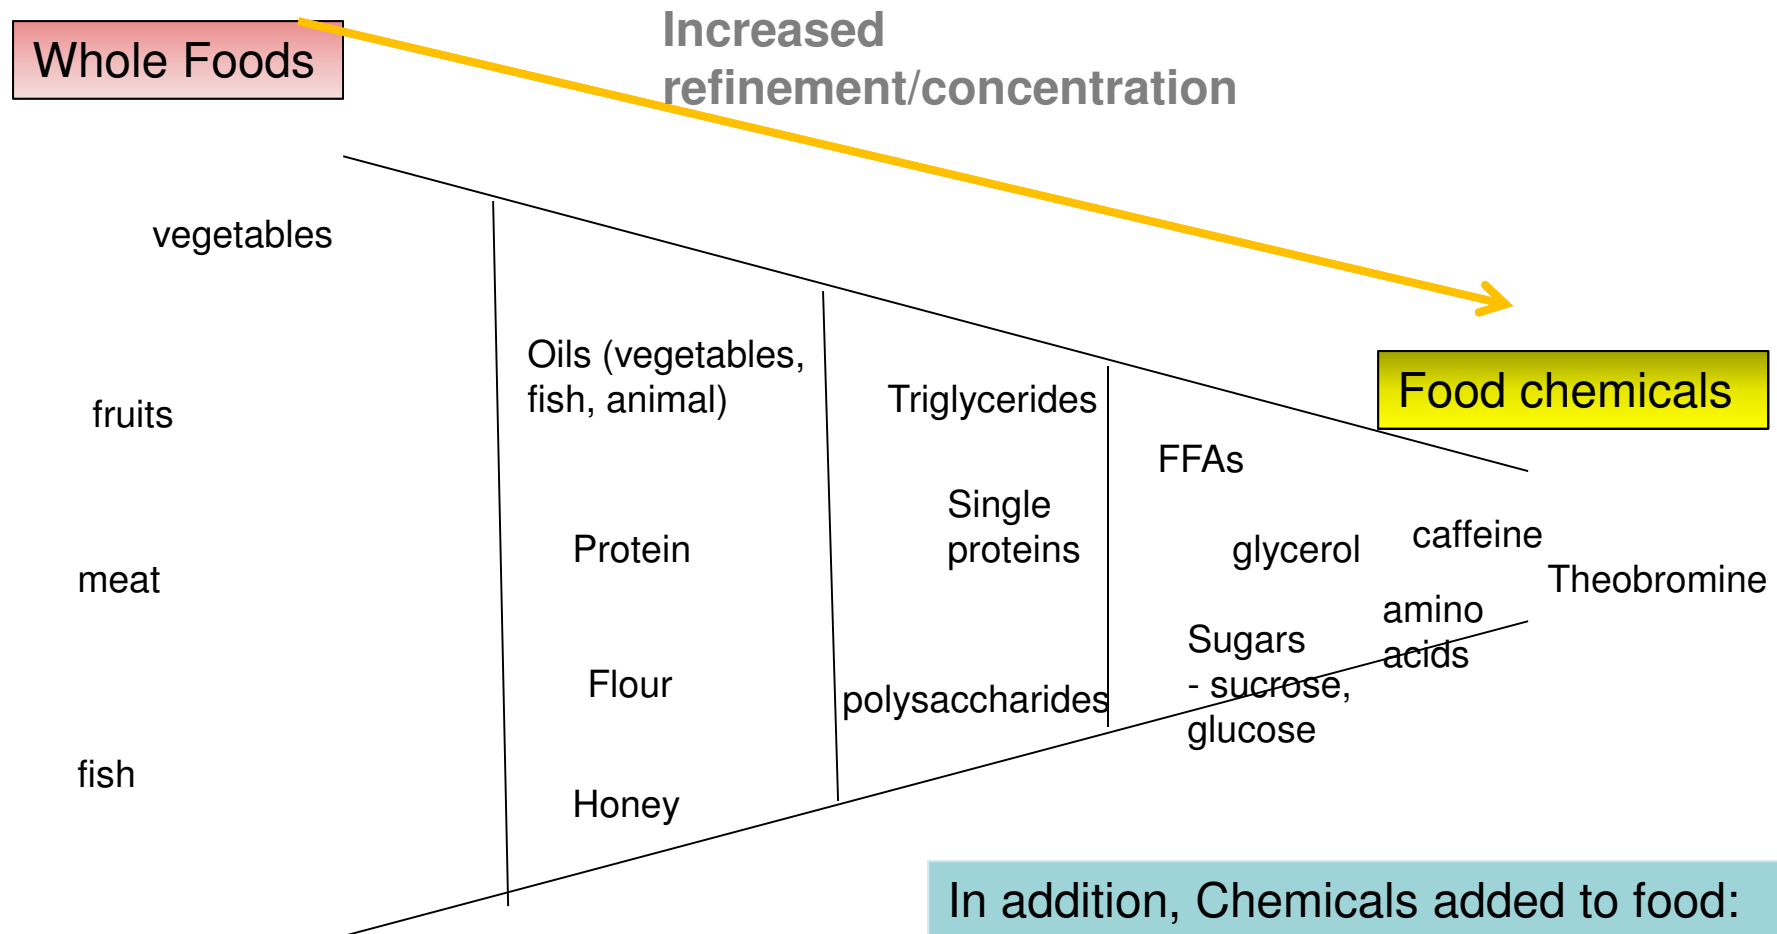 Whole Foods
Increased
refinement/concentration
vegetables
fruits
meat
fish
Oils (vegetables,
fish, animal)
Protein
Flour
Honey
Triglycerides
Single
proteins
polysaccharides
Food chemicals
FFAs
glycerol
caffeine
Theobromine
amino
acids
Sugars
- sucrose,
glucose
In addition, Chemicals added to food: